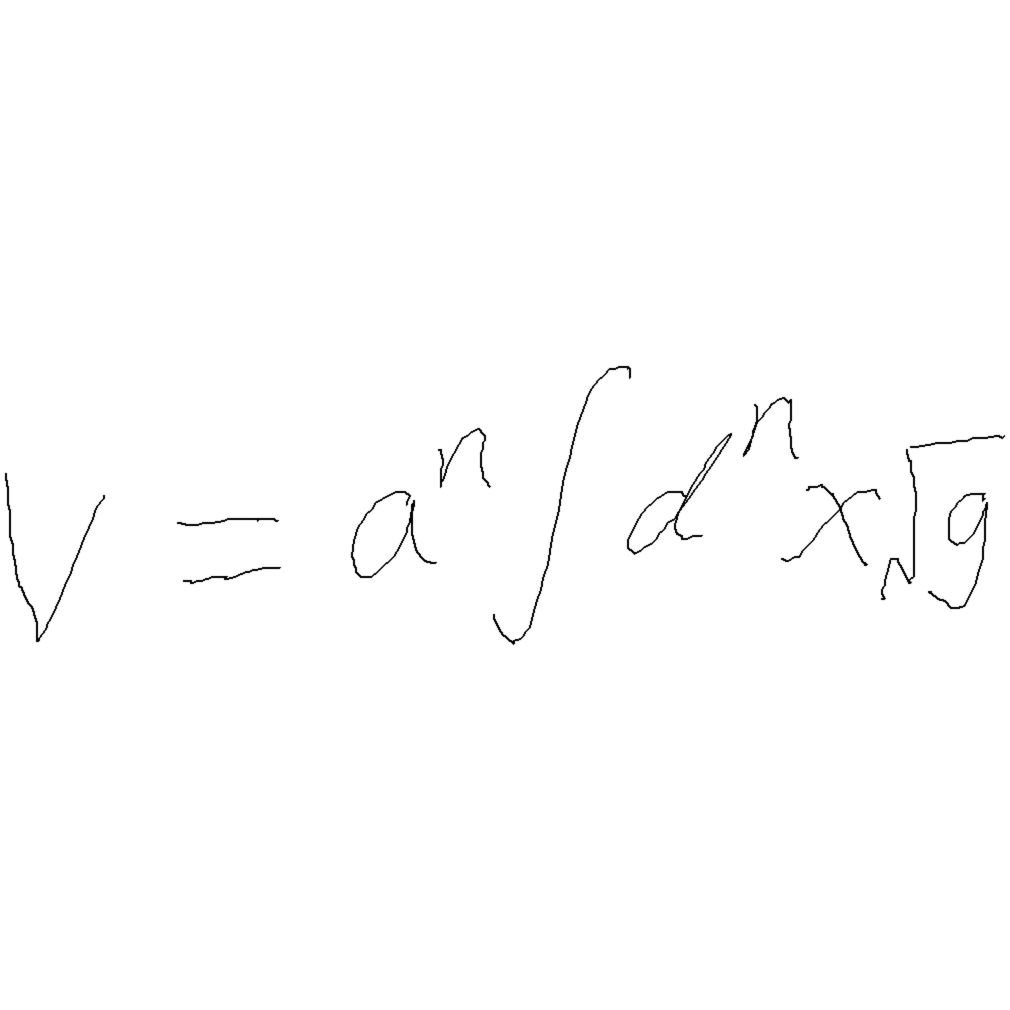 V = a^n ∫ d^n x √g